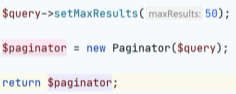 $query->setMaxResults( maxResults: 50);
$paginator = new Paginator($query);
return $paginator;